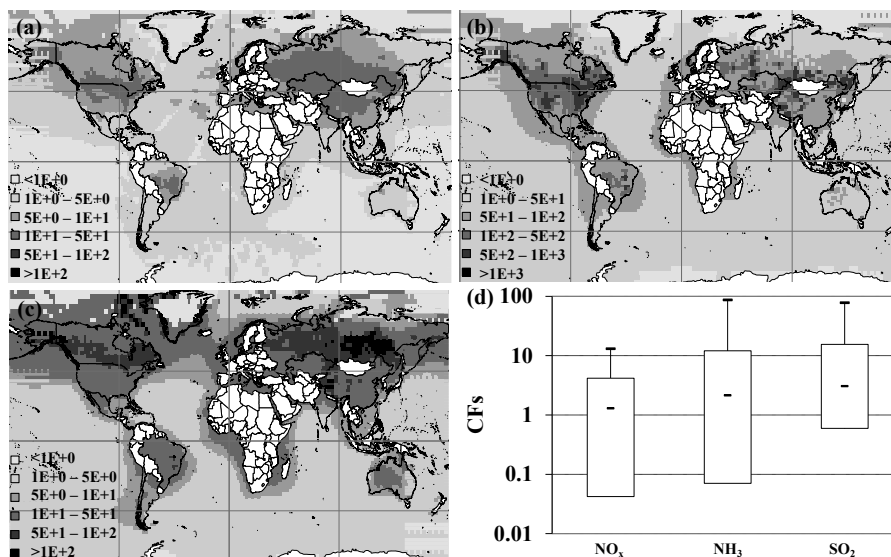 (a)
<1E+0
1E+0 – 5E+0
5E+0 – 1E+1
1E+1 – 5E+1
5E+1 – 1E+2
>1E+2
(b)
<1E+0
1E+0 – 5E+1
5E+1 – 1E+2
1E+2 – 5E+2
5E+2 – 1E+3
>1E+3
(c)
<1E+0
1E+0 – 5E+0
5E+0 – 1E+1
1E+1 – 5E+1
5E+1 – 1E+2
>1E+2
(d)
CFs
100
10
1
0.1
0.01
NOₓ
NH₃
SO₂